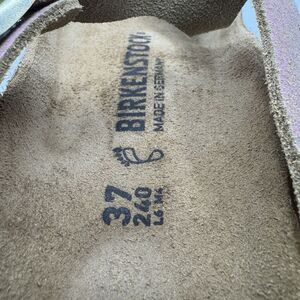 BIRKENSTOCK
MADE IN GERMANY
37
240
L6 M4